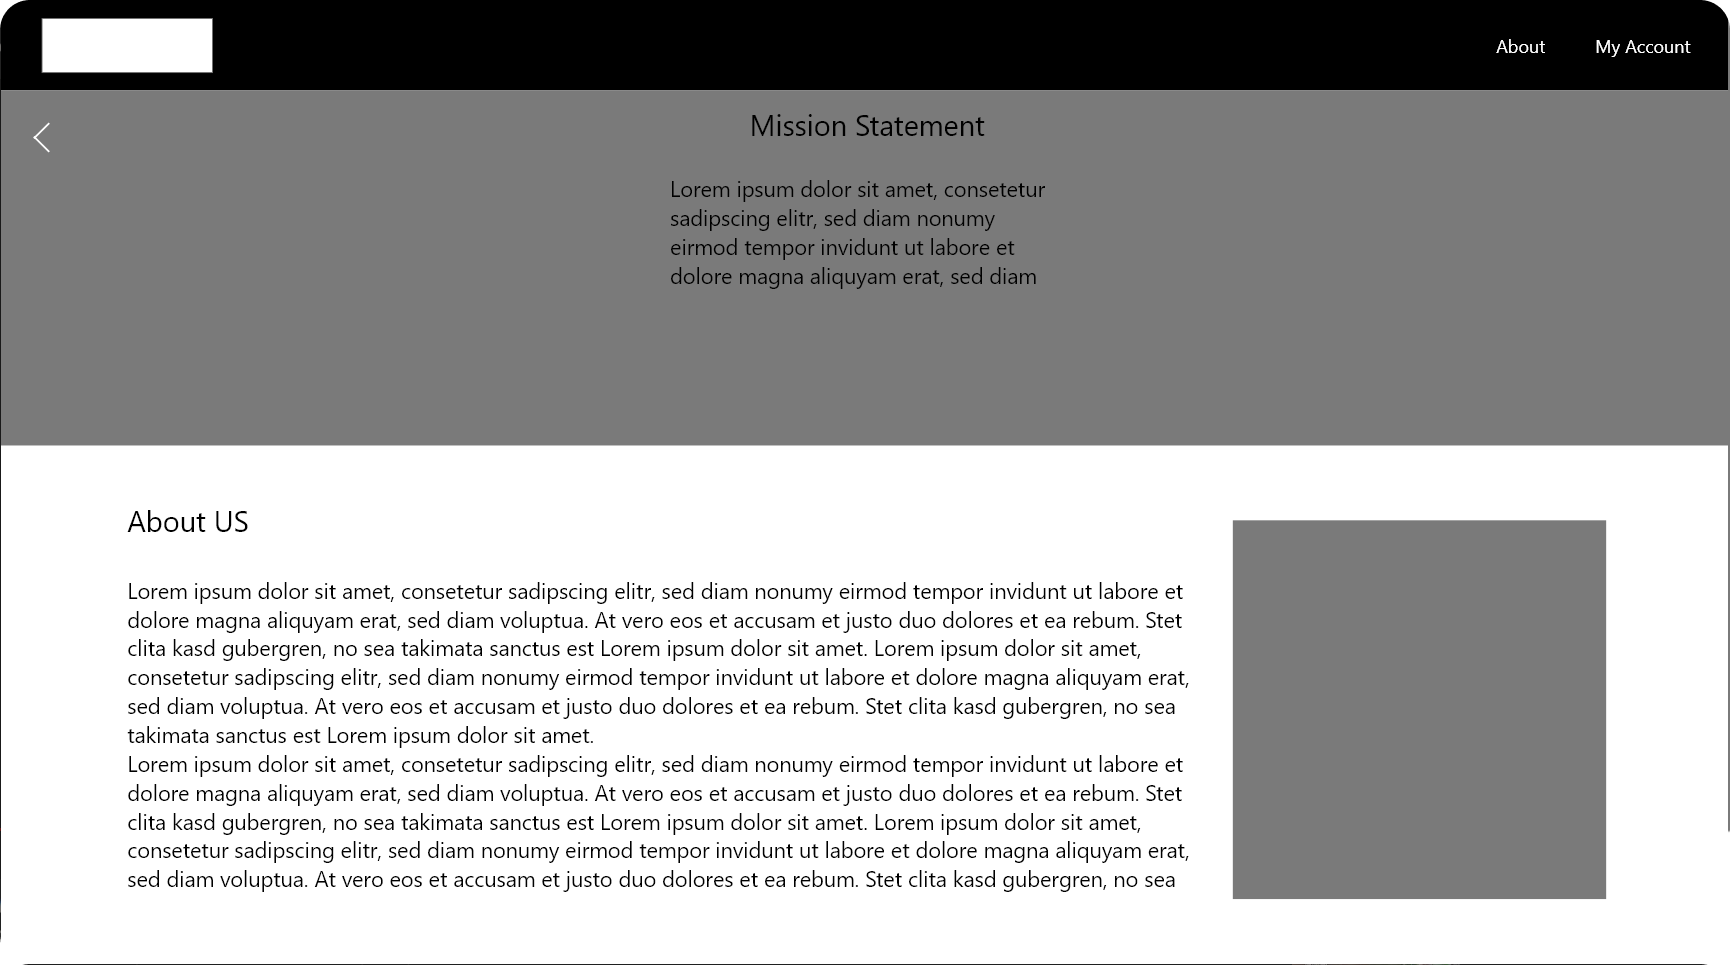 About
My Account
Mission Statement
Lorem ipsum dolor sit amet, consetetur
sadipscing elitr, sed diam nonumy
eirmod tempor invidunt ut labore et
dolore magna aliquyam erat, sed diam
About US
Lorem ipsum dolor sit amet, consetetur sadipscing elitr, sed diam nonumy eirmod tempor invidunt ut labore et
dolore magna aliquyam erat, sed diam voluptua. At vero eos et accusam et justo duo dolores et ea rebum. Stet
clita kasd gubergren, no sea takimata sanctus est Lorem ipsum dolor sit amet. Lorem ipsum dolor sit amet,
consetetur sadipscing elitr, sed diam nonumy eirmod tempor invidunt ut labore et dolore magna aliquyam erat,
sed diam voluptua. At vero eos et accusam et justo duo dolores et ea rebum. Stet clita kasd gubergren, no sea
takimata sanctus est Lorem ipsum dolor sit amet.
Lorem ipsum dolor sit amet, consetetur sadipscing elitr, sed diam nonumy eirmod tempor invidunt ut labore et
dolore magna aliquyam erat, sed diam voluptua. At vero eos et accusam et justo duo dolores et ea rebum. Stet
clita kasd gubergren, no sea takimata sanctus est Lorem ipsum dolor sit amet. Lorem ipsum dolor sit amet,
consetetur sadipscing elitr, sed diam nonumy eirmod tempor invidunt ut labore et dolore magna aliquyam erat,
sed diam voluptua. At vero eos et accusam et justo duo dolores et ea rebum. Stet clita kasd gubergren, no sea